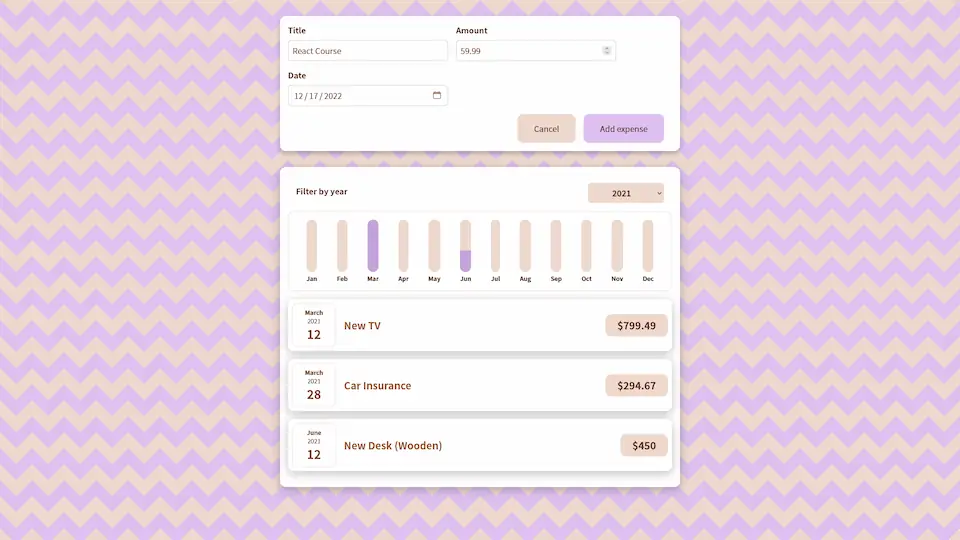 Title
Amount
React Course
59,99
Date
12 / 17 / 2022
Cancel
Add expense
Filter by year
2021
Jan Feb Mar Apr May Jun Jul Aug Sep Oct Nov Dec
March
2021
12
New TV
$799.49
March
2021
28
Car Insurance
$294.67
June
2021
12
New Desk (Wooden)
$450